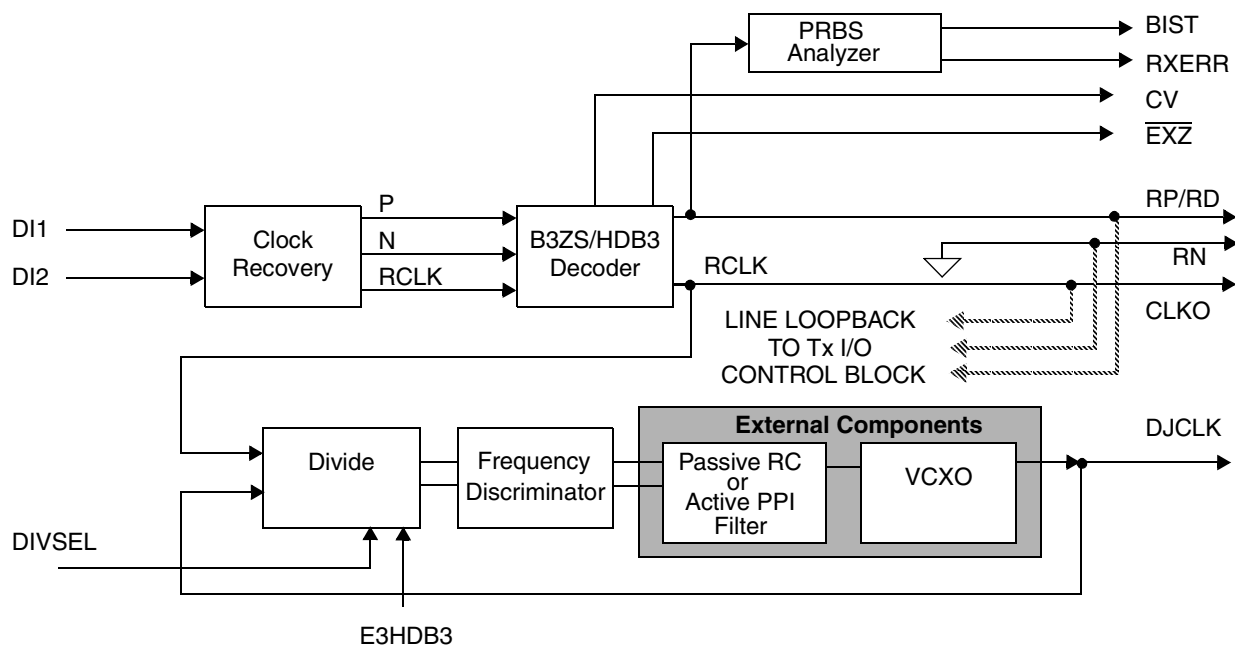 PRBS
Analyzer
BIST
RXERR
CV
E̅X̅Z̅
DI1
DI2
Clock
Recovery
P
N
RCLK
B3ZS/HDB3
Decoder
RCLK
RP/RD
RN
CLKO
LINE LOOPBACK
TO Tx I/O
CONTROL BLOCK
External Components
Divide
Frequency
Discriminator
Passive RC
or
Active PPI
Filter
VCXO
DJCLK
DIVSEL
E3HDB3